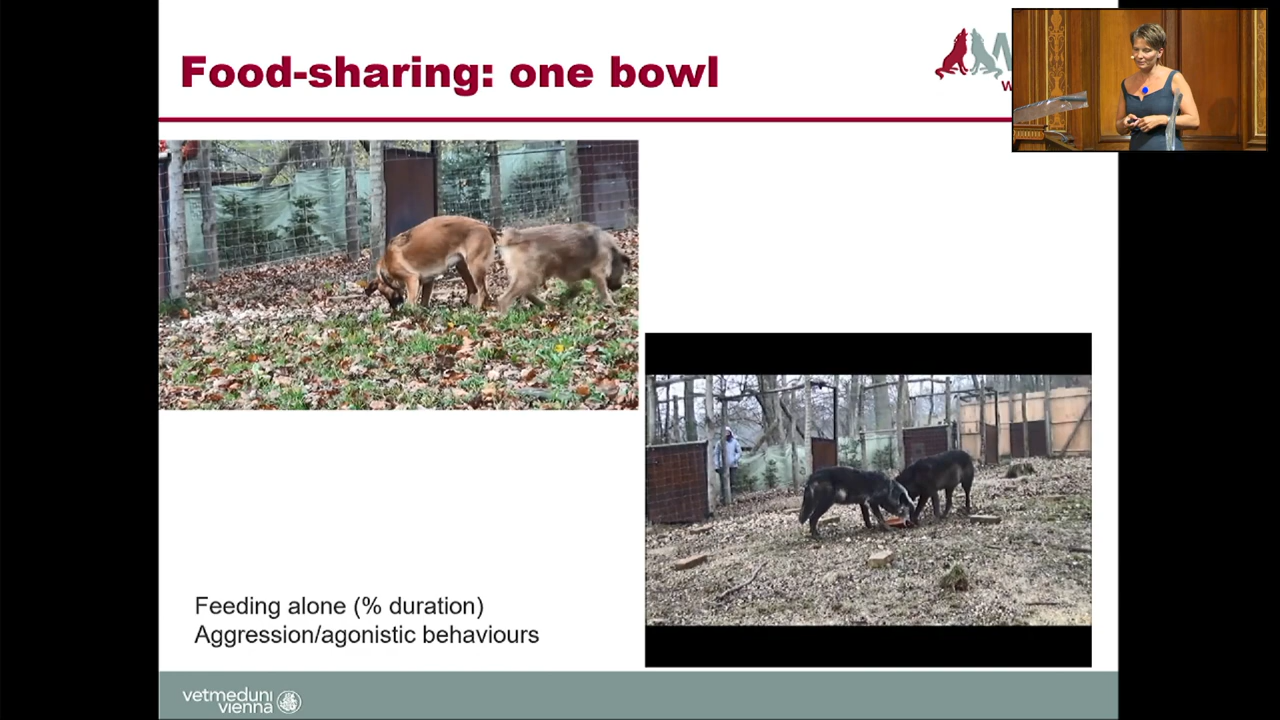 Food-sharing: one bowl
Feeding alone (% duration)
Aggression/agonistic behaviours
vetmeduni
vienna